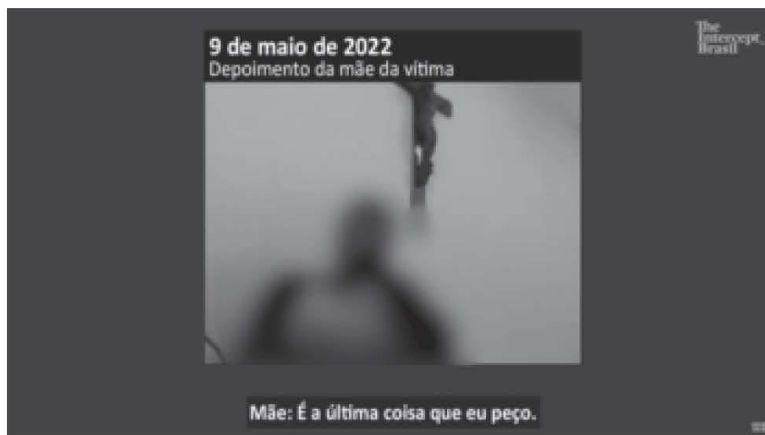 9 de maio de 2022
Depoimento da mãe da vítima
The
Intercept_
Brasil
Mãe: É a última coisa que eu peço.